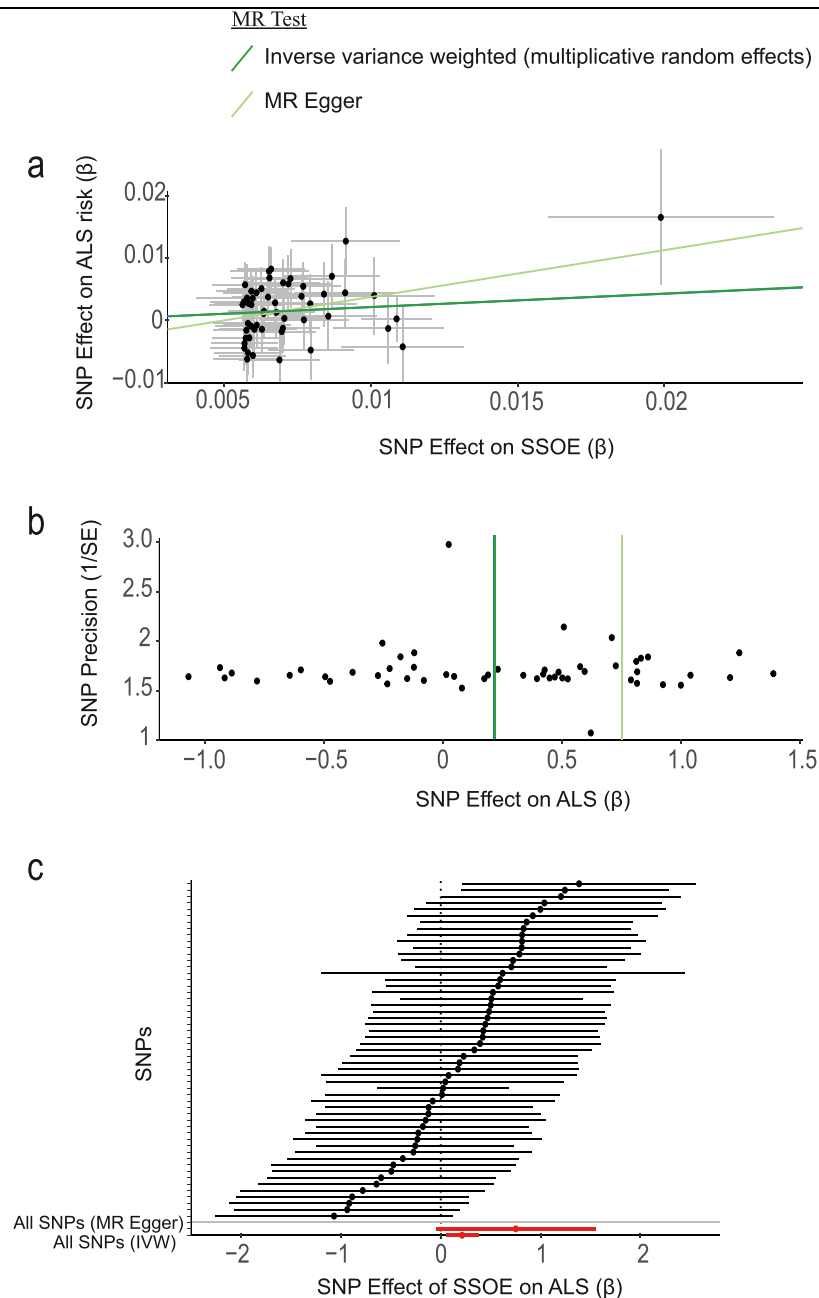 MR Test
Inverse variance weighted (multiplicative random effects)
MR Egger
a
SNP Effect on ALS risk (β)
0.02
0.01
0
−0.01
0.005
0.01
0.015
0.02
SNP Effect on SSOE (β)
b
SNP Precision (1/SE)
3.0
2.5
2
1.5
1
−1.0
−0.5
0
0.5
1.0
1.5
SNP Effect on ALS (β)
c
SNPs
All SNPs (MR Egger)
All SNPs (IVW)
−2
−1
0
1
2
SNP Effect of SSOE on ALS (β)